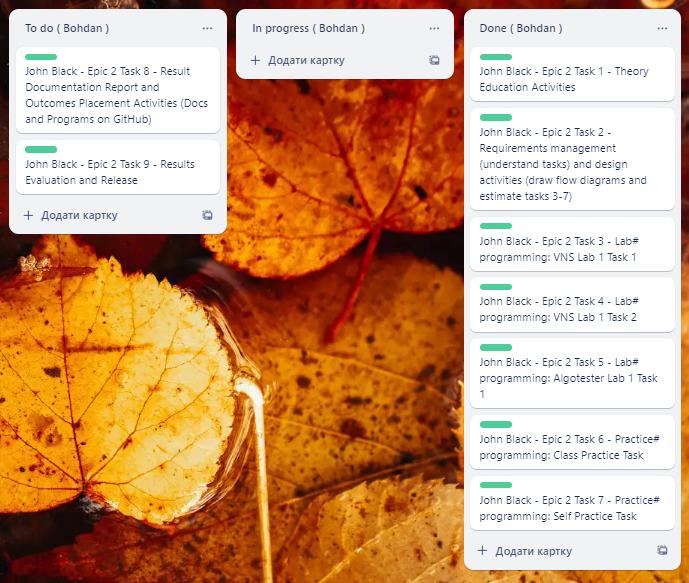 To do ( Bohdan )
John Black - Epic 2 Task 8 - Result
Documentation Report and
Outcomes Placement Activities (Docs
and Programs on GitHub)
John Black - Epic 2 Task 9 - Results
Evaluation and Release
Додати картку
In progress ( Bohdan )
Додати картку
Done ( Bohdan )
John Black - Epic 2 Task 1 - Theory
Education Activities
John Black - Epic 2 Task 2 -
Requirements management
(understand tasks) and design
activities (draw flow diagrams and
estimate tasks 3-7)
John Black - Epic 2 Task 3 - Lab#
programming: VNS Lab 1 Task 1
John Black - Epic 2 Task 4 - Lab#
programming: VNS Lab 1 Task 2
John Black - Epic 2 Task 5 - Lab#
programming: Algotester Lab 1 Task
1
John Black - Epic 2 Task 6 - Practice#
programming: Class Practice Task
John Black - Epic 2 Task 7 - Practice#
programming: Self Practice Task
Додати картку